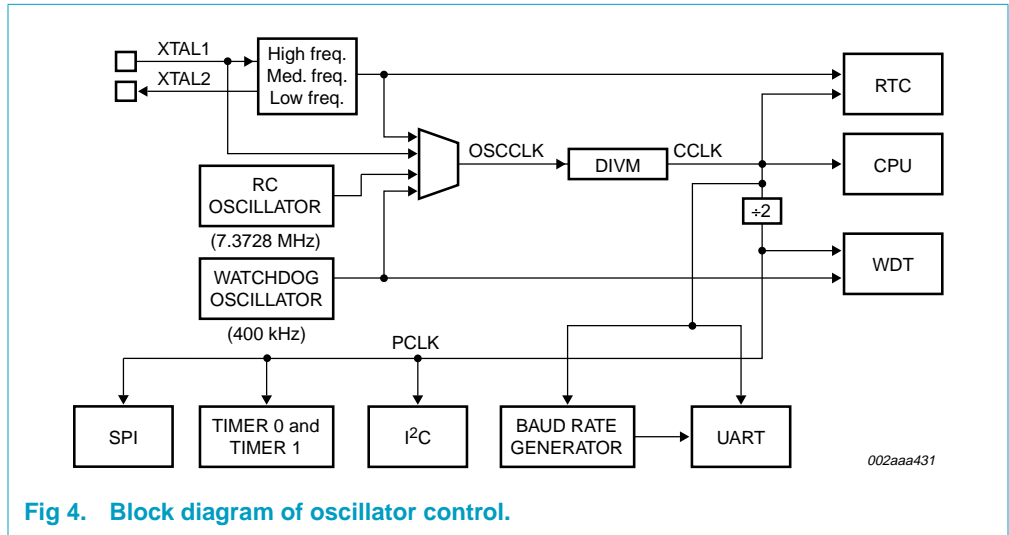 XTAL1
XTAL2
High freq.
Med. freq.
Low freq.
RTC
OSCCLK
DIVM
CCLK
CPU
RC
OSCILLATOR
(7.3728 MHz)
÷2
WATCHDOG
OSCILLATOR
(400 kHz)
WDT
PCLK
SPI
TIMER 0 and
TIMER 1
I²C
BAUD RATE
GENERATOR
UART
002aaa431
Fig 4. Block diagram of oscillator control.